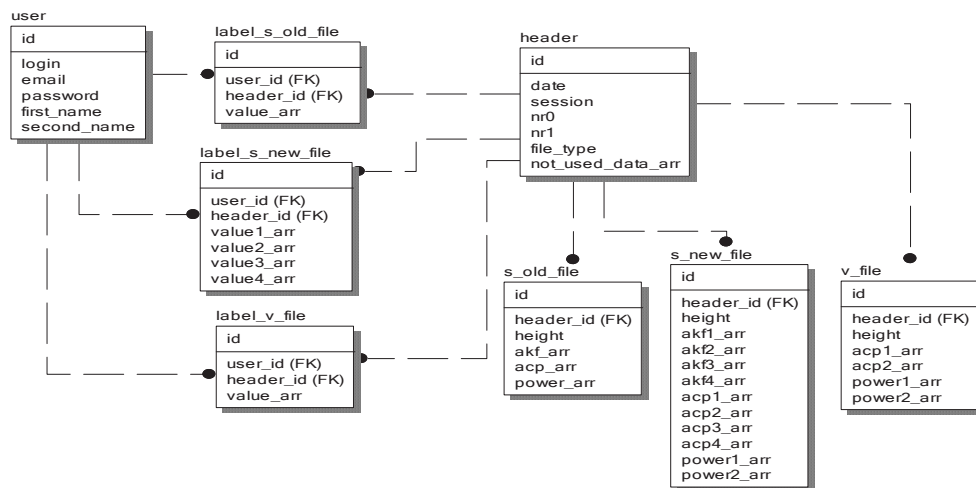 user
id
login
email
password
first_name
second_name
label_s_old_file
id
user_id (FK)
header_id (FK)
value_arr
label_s_new_file
id
user_id (FK)
header_id (FK)
value1_arr
value2_arr
value3_arr
value4_arr
label_v_file
id
user_id (FK)
header_id (FK)
value_arr
header
id
date
session
nr0
nr1
file_type
not_used_data_arr
s_old_file
id
header_id (FK)
height
akf_arr
acp_arr
power_arr
s_new_file
id
header_id (FK)
height
akf1_arr
akf2_arr
akf3_arr
akf4_arr
acp1_arr
acp2_arr
acp3_arr
acp4_arr
power1_arr
power2_arr
v_file
id
header_id (FK)
height
acp1_arr
acp2_arr
power1_arr
power2_arr